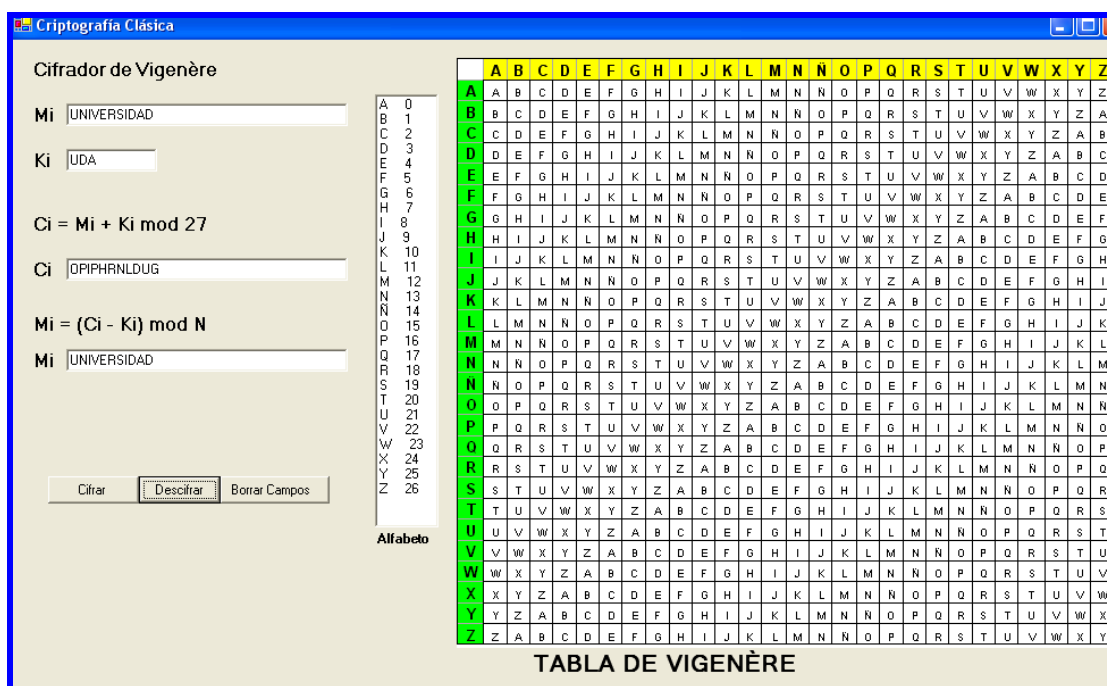 Criptografía Clásica
Cifrador de Vigenère
Mi UNIVERSIDAD
Ki UDA
Ci = Mi + Ki mod 27
Ci OPIPHRNLDUG
Mi = (Ci - Ki) mod N
Mi UNIVERSIDAD
Cifrar Descifrar Borrar Campos
A 0
B 1
C 2
D 3
E 4
F 5
G 6
H 7
I 8
J 9
K 10
L 11
M 12
N 13
Ñ 14
O 15
P 16
Q 17
R 18
S 19
T 20
U 21
V 22
W 23
X 24
Y 25
Z 26
Alfabeto
A B C D E F G H I J K L M N Ñ O P Q R S T U V W X Y Z
A A B C D E F G H I J K L M N Ñ O P Q R S T U V W X Y Z
B B C D E F G H I J K L M N Ñ O P Q R S T U V W X Y Z A
C C D E F G H I J K L M N Ñ O P Q R S T U V W X Y Z A B
D D E F G H I J K L M N Ñ O P Q R S T U V W X Y Z A B C
E E F G H I J K L M N Ñ O P Q R S T U V W X Y Z A B C D
F F G H I J K L M N Ñ O P Q R S T U V W X Y Z A B C D E
G G H I J K L M N Ñ O P Q R S T U V W X Y Z A B C D E F
H H I J K L M N Ñ O P Q R S T U V W X Y Z A B C D E F G
I I J K L M N Ñ O P Q R S T U V W X Y Z A B C D E F G H
J J K L M N Ñ O P Q R S T U V W X Y Z A B C D E F G H I
K K L M N Ñ O P Q R S T U V W X Y Z A B C D E F G H I J
L L M N Ñ O P Q R S T U V W X Y Z A B C D E F G H I J K
M M N Ñ O P Q R S T U V W X Y Z A B C D E F G H I J K L
N N Ñ O P Q R S T U V W X Y Z A B C D E F G H I J K L M
Ñ Ñ O P Q R S T U V W X Y Z A B C D E F G H I J K L M N
O O P Q R S T U V W X Y Z A B C D E F G H I J K L M N Ñ
P P Q R S T U V W X Y Z A B C D E F G H I J K L M N Ñ O
Q Q R S T U V W X Y Z A B C D E F G H I J K L M N Ñ O P
R R S T U V W X Y Z A B C D E F G H I J K L M N Ñ O P Q
S S T U V W X Y Z A B C D E F G H I J K L M N Ñ O P Q R
T T U V W X Y Z A B C D E F G H I J K L M N Ñ O P Q R S
U U V W X Y Z A B C D E F G H I J K L M N Ñ O P Q R S T
V V W X Y Z A B C D E F G H I J K L M N Ñ O P Q R S T U
W W X Y Z A B C D E F G H I J K L M N Ñ O P Q R S T U V
X X Y Z A B C D E F G H I J K L M N Ñ O P Q R S T U V W
Y Y Z A B C D E F G H I J K L M N Ñ O P Q R S T U V W X
Z Z A B C D E F G H I J K L M N Ñ O P Q R S T U V W X Y
TABLA DE VIGENÈRE